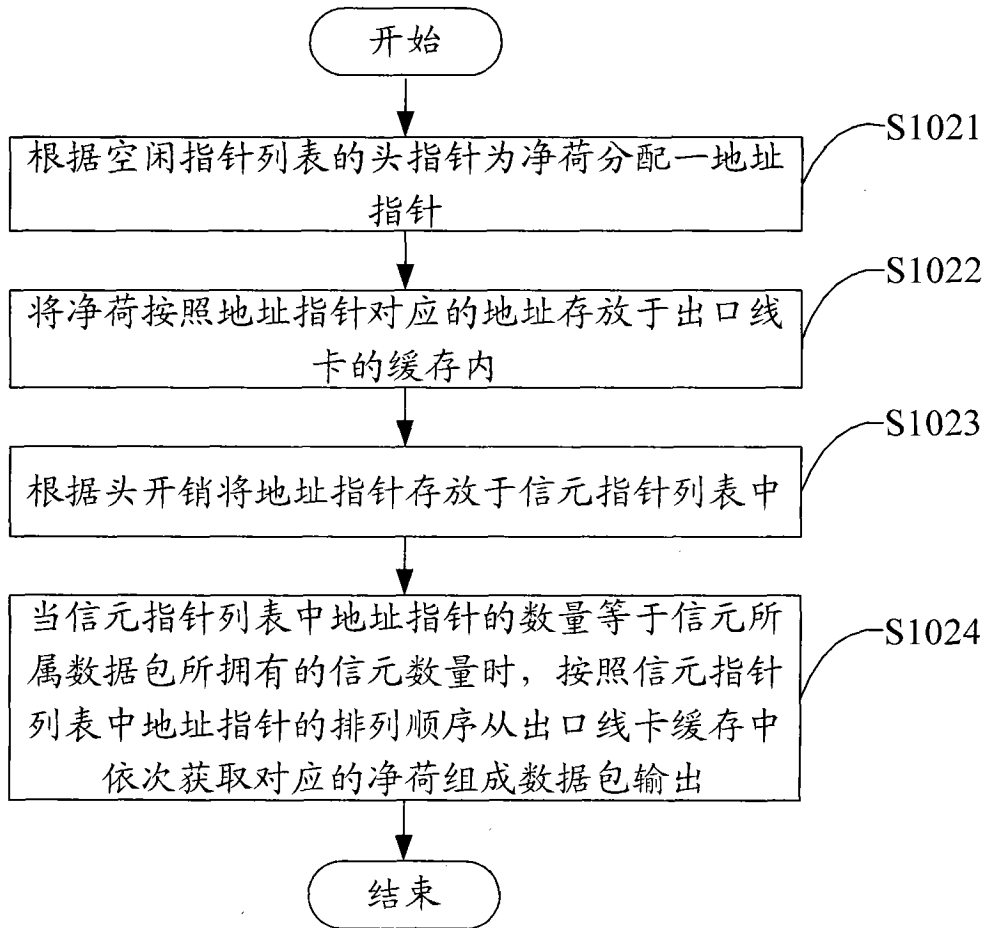 开始
S1021
根据空闲指针列表的头指针为净荷分配一地址
指针
S1022
将净荷按照地址指针对应的地址存放于出口线
卡的缓存内
S1023
根据头开销将地址指针存放于信元指针列表中
S1024
当信元指针列表中地址指针的数量等于信元所
属数据包所拥有的信元数量时，按照信元指针
列表中地址指针的排列顺序从出口线卡缓存中
依次获取对应的净荷组成数据包输出
结束